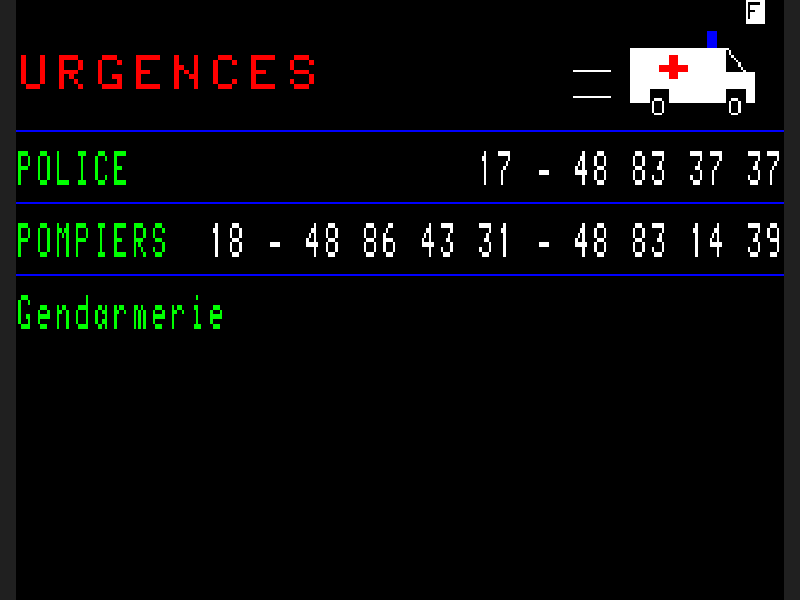 F
URGENCES
POLICE 17 - 48 83 37 37
POMPIERS 18 - 48 86 43 31 - 48 83 14 39
Gendarmerie